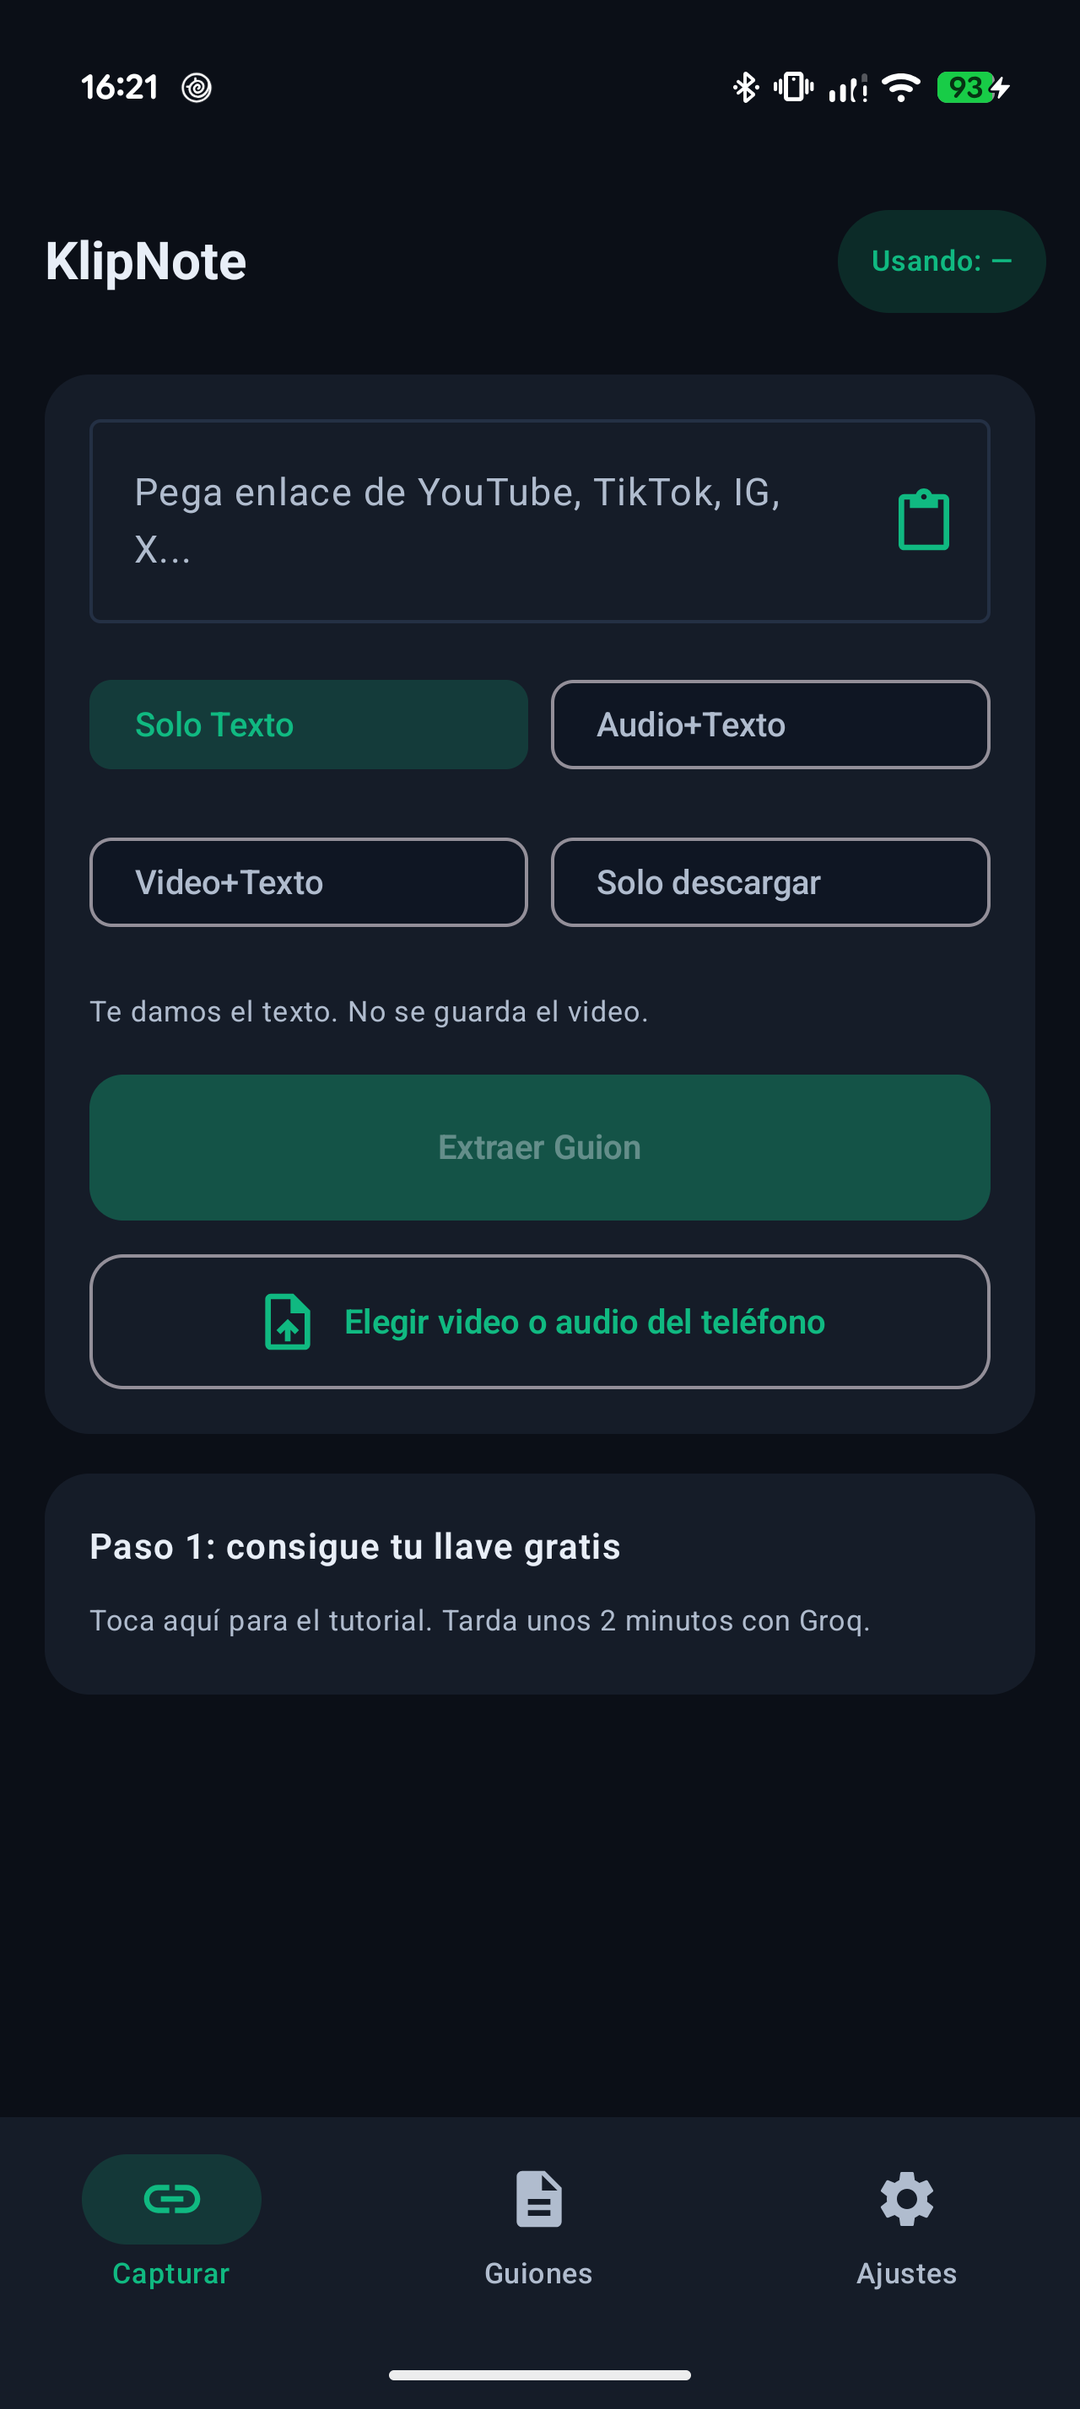 16:21
93
KlipNote
Usando: —
Pega enlace de YouTube, TikTok, IG,
X...
Solo Texto
Audio+Texto
Video+Texto
Solo descargar
Te damos el texto. No se guarda el video.
Extraer Guion
Elegir video o audio del teléfono
Paso 1: consigue tu llave gratis
Toca aquí para el tutorial. Tarda unos 2 minutos con Groq.
Capturar
Guiones
Ajustes